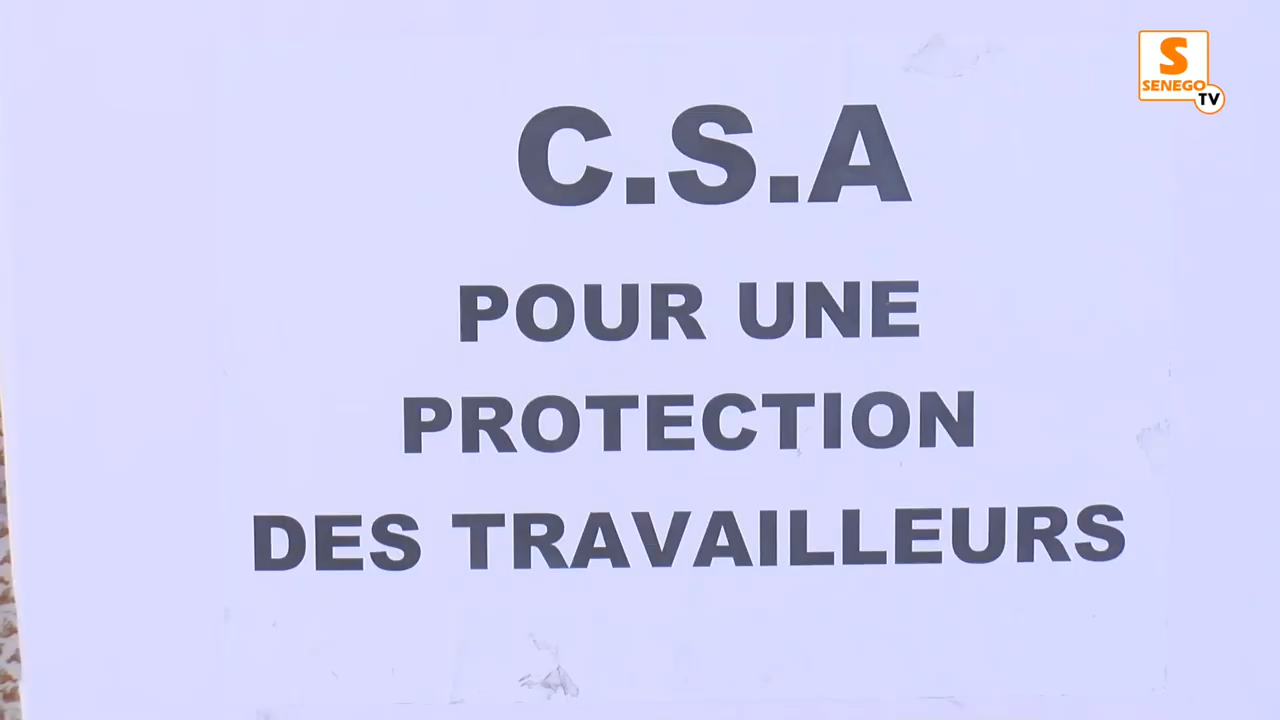 S
SENEGO
TV
C.S.A
POUR UNE
PROTECTION
DES TRAVAILLEURS